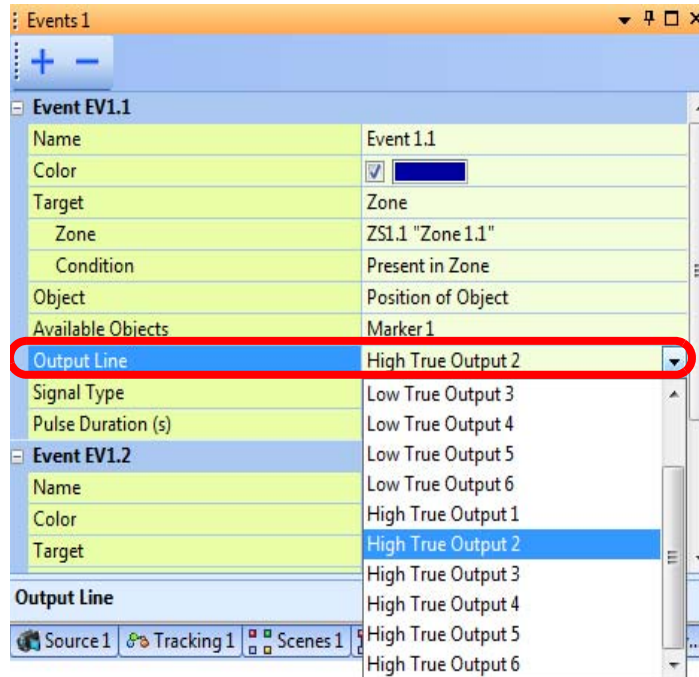 Events 1
Event EV1.1
Name Event 1.1
Color
Target Zone
Zone ZS1.1 "Zone 1.1"
Condition Present in Zone
Object Position of Object
Available Objects Marker 1
Output Line High True Output 2
Signal Type
Pulse Duration (s)
Event EV1.2
Name
Color
Target
Low True Output 3
Low True Output 4
Low True Output 5
Low True Output 6
High True Output 1
High True Output 2
High True Output 3
High True Output 4
High True Output 5
High True Output 6
Output Line
Source 1 Tracking 1 Scenes 1